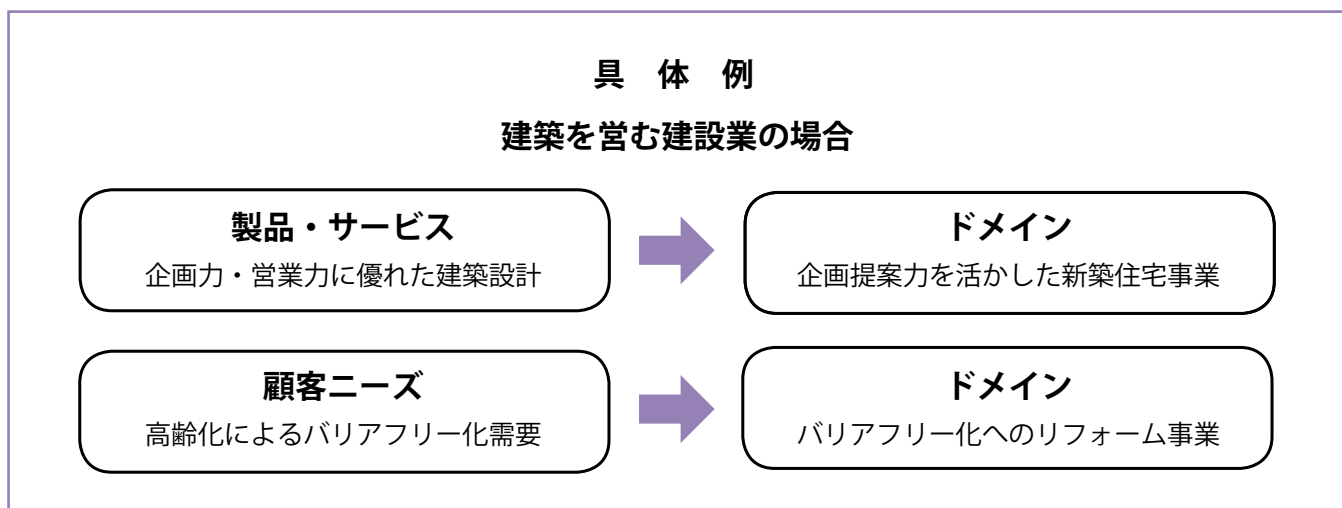 具 体 例
建築を営む建設業の場合
製品・サービス
企画力・営業力に優れた建築設計
ドメイン
企画提案力を活かした新築住宅事業
顧客ニーズ
高齢化によるバリアフリー化需要
ドメイン
バリアフリー化へのリフォーム事業